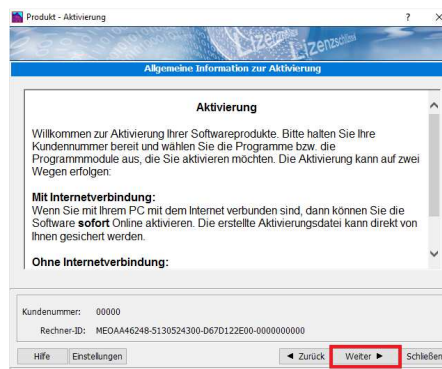 Produkt - Aktivierung
? X
Lizenzschlüssel
Allgemeine Information zur Aktivierung
Aktivierung
Willkommen zur Aktivierung Ihrer Softwareprodukte. Bitte halten Sie Ihre
Kundennummer bereit und wählen Sie die Programme bzw. die
Programmmodule aus, die Sie aktivieren möchten. Die Aktivierung kann auf zwei
Wegen erfolgen:
Mit Internetverbindung:
Wenn Sie mit Ihrem PC mit dem Internet verbunden sind, dann können Sie die
Software sofort Online aktivieren. Die erstellte Aktivierungsdatei kann direkt von
Ihnen gesichert werden.
Ohne Internetverbindung:
Kundennummer: 00000
Rechner-ID: MEOAA46248-5130524300-D67D122E00-0000000000
Hilfe Einstellungen ◄ Zurück Weiter ► Schließen